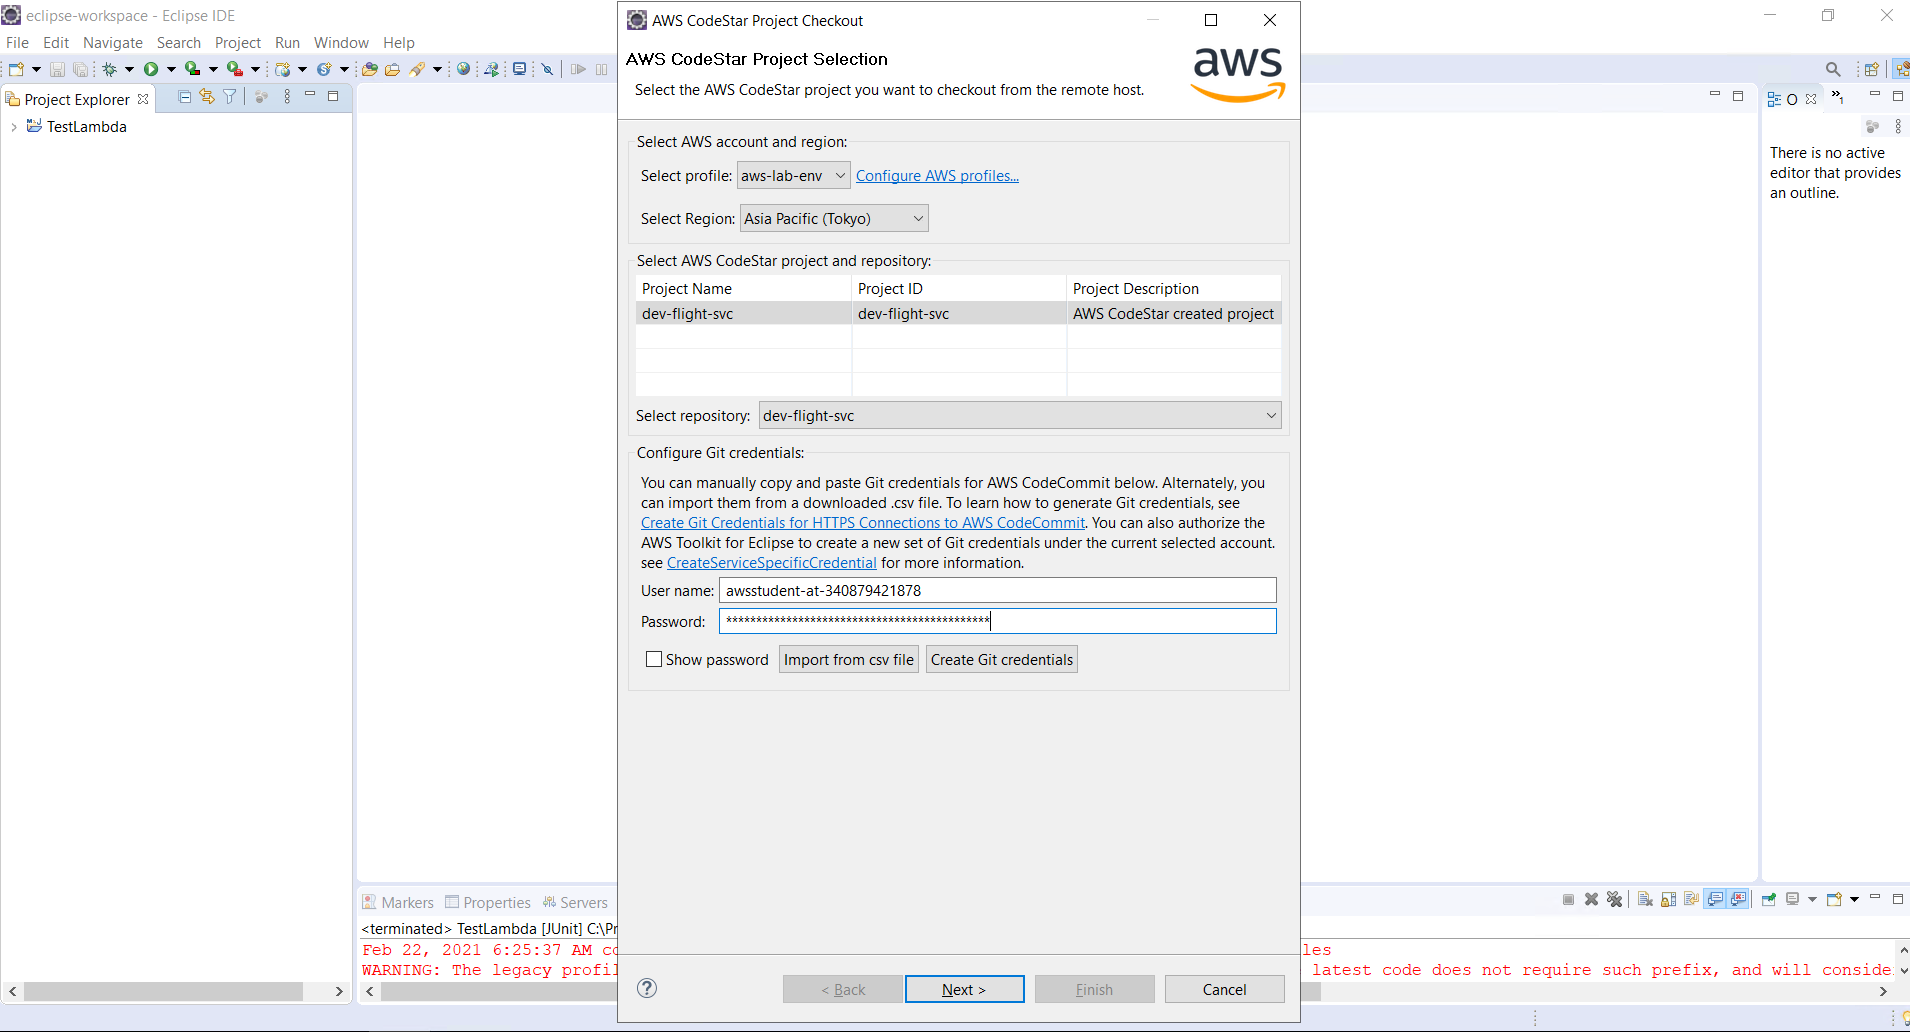 eclipse-workspace - Eclipse IDE
File Edit Navigate Search Project Run Window Help
Project Explorer
TestLambda
1
There is no active
editor that provides
an outline.
AWS CodeStar Project Checkout
AWS CodeStar Project Selection
Select the AWS CodeStar project you want to checkout from the remote host.
aws
Select AWS account and region:
Select profile: aws-lab-env Configure AWS profiles...
Select Region: Asia Pacific (Tokyo)
Select AWS CodeStar project and repository:
Project Name Project ID Project Description
dev-flight-svc dev-flight-svc AWS CodeStar created project
Select repository: dev-flight-svc
Configure Git credentials:
You can manually copy and paste Git credentials for AWS CodeCommit below. Alternately, you
can import them from a downloaded .csv file. To learn how to generate Git credentials, see
Create Git Credentials for HTTPS Connections to AWS CodeCommit. You can also authorize the
AWS Toolkit for Eclipse to create a new set of Git credentials under the current selected account.
see CreateServiceSpecificCredential for more information.
User name: awsstudent-at-340879421878
Password: ********************************************
Show password Import from csv file Create Git credentials
< Back Next > Finish Cancel
Markers Properties Servers
<terminated> TestLambda [JUnit] C:\Pr
Feb 22, 2021 6:25:37 AM co les
WARNING: The legacy profil latest code does not require such prefix, and will conside